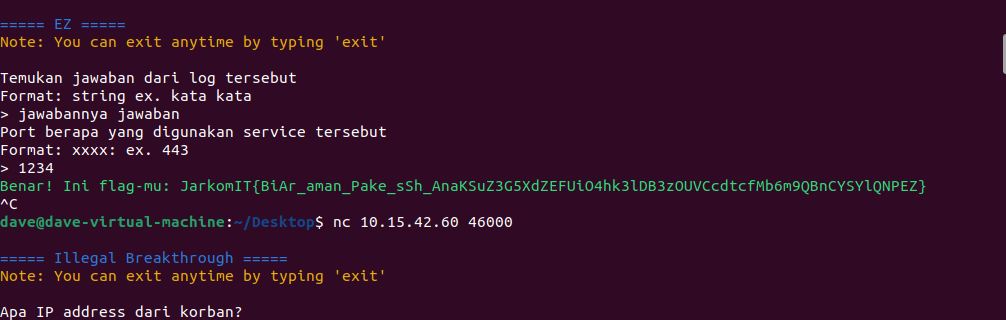 ===== EZ =====
Note: You can exit anytime by typing 'exit'
Temukan jawaban dari log tersebut
Format: string ex. kata kata
> jawabannya jawaban
Port berapa yang digunakan service tersebut
Format: xxxx: ex. 443
> 1234
Benar! Ini flag-mu: JarkomIT{BiAr_aman_Pake_sSh_AnaKSuZ3G5XdZEFUiO4hk3lDB3zOUVCcdtcfMb6m9QBnCYSYlQNPEZ}
^C
dave@dave-virtual-machine:~/Desktop$ nc 10.15.42.60 46000
===== Illegal Breakthrough =====
Note: You can exit anytime by typing 'exit'
Apa IP address dari korban?